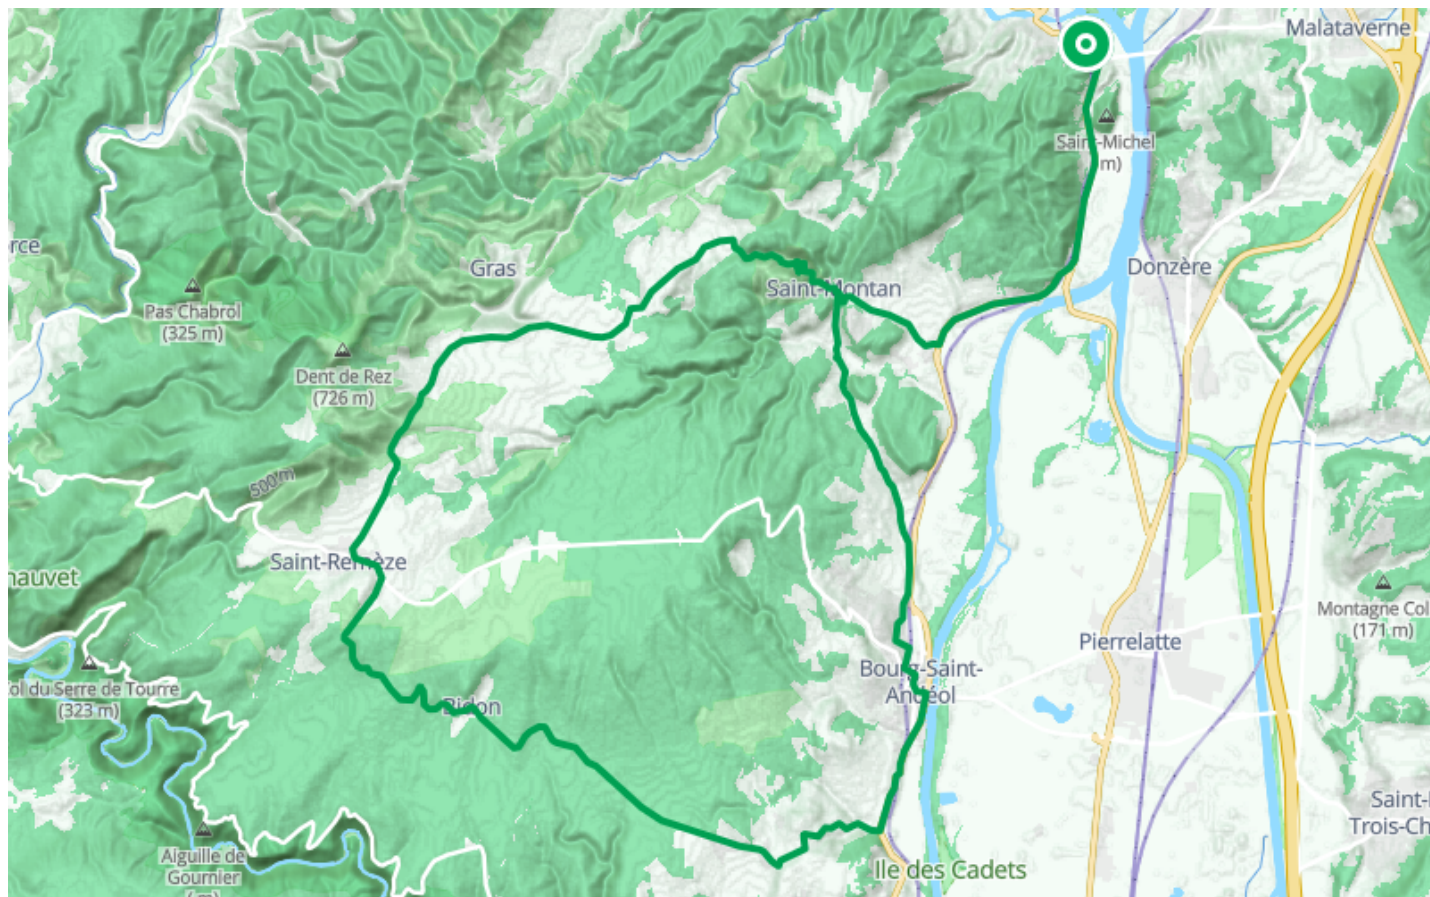 Malataverne
Saint-Michel
m)
rce
Gras
Donzère
Saint-Montan
Pas Chabrol
(325 m)
Dent de Rez
(726 m)
500 m
Saint-Remèze
hauvet
Montagne Col
(171 m)
Pierrelatte
Bourg-Saint-
Andéol
ol du Serre de Tourre
(323 m)
Bidon
Saint-
Trois-Ch
Aiguille de
Gournier
Ile des Cadets